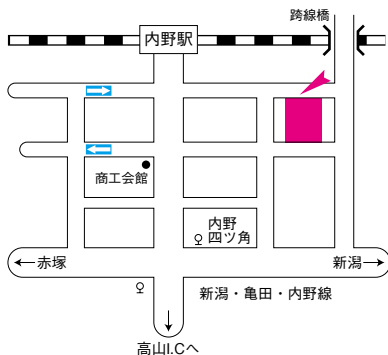 跨線橋
内野駅
商工会館
内野
四ツ角
赤塚
新潟
新潟・亀田・内野線
高山I.Cへ